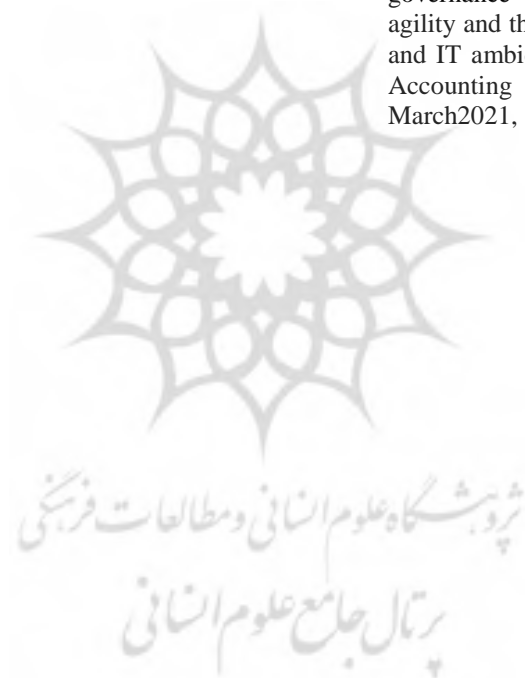 governance
agility and th
and IT ambi
Accounting
March2021,
پژوهشگاه علوم انسانی و مطالعات فرهنگی
پرتال جامع علوم انسانی